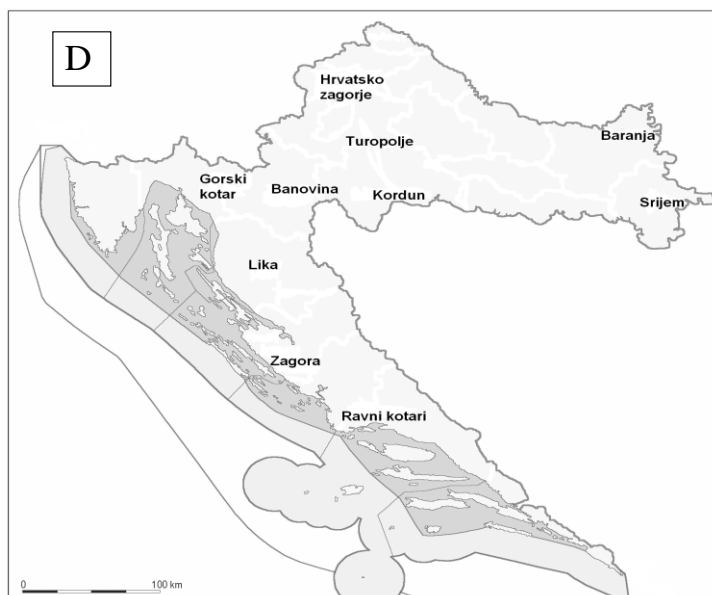 D
Hrvatsko
zagorje
Turopolje
Baranja
Gorski
kotar
Banovina
Kordun
Srijem
Lika
Zagora
Ravni kotari
0
100 km